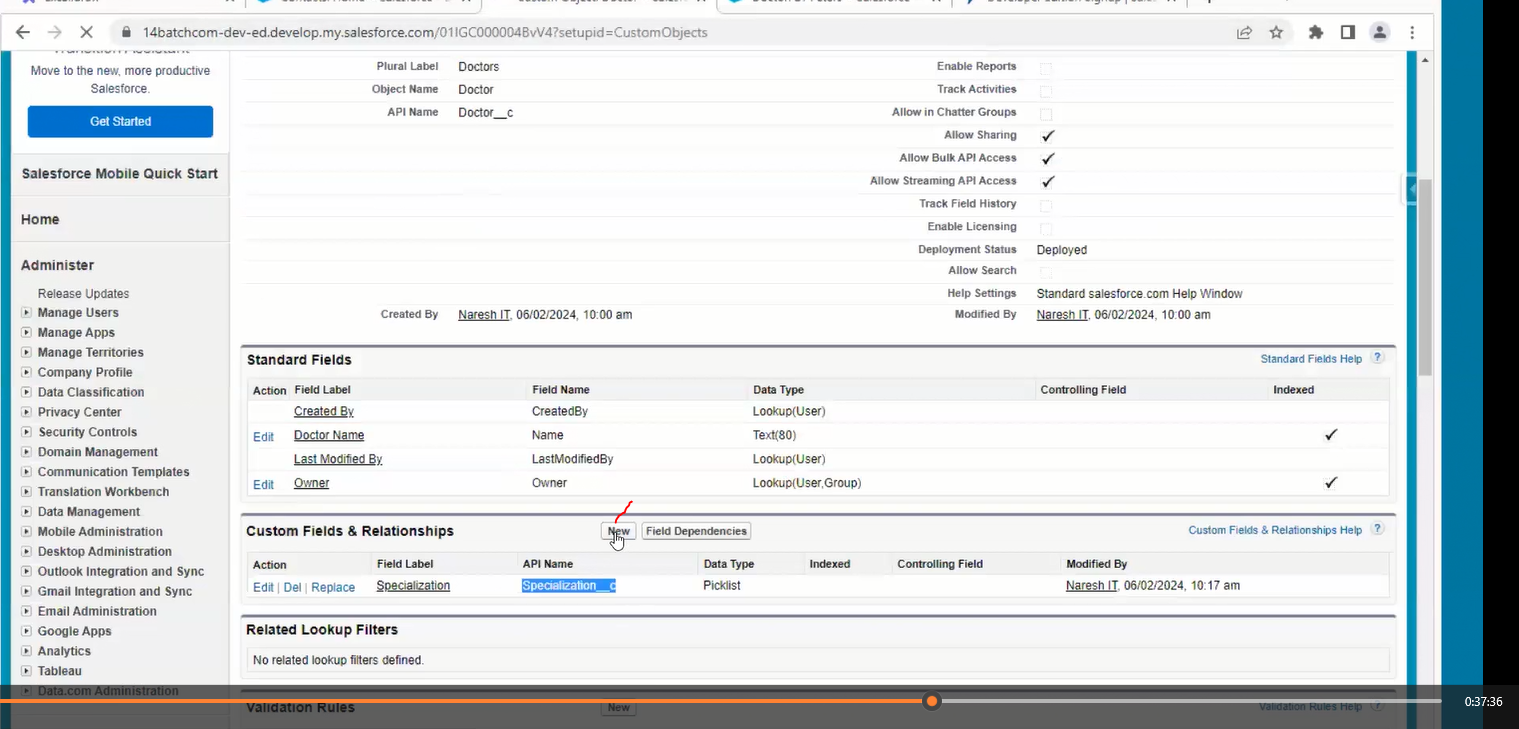 14batchcom-dev-ed.develop.my.salesforce.com/01IGC000004BvV4?setupid=CustomObjects
Transition Assistant
Move to the new, more productive
Salesforce.
Get Started
Salesforce Mobile Quick Start
Home
Administer
Release Updates
Manage Users
Manage Apps
Manage Territories
Company Profile
Data Classification
Privacy Center
Security Controls
Domain Management
Communication Templates
Translation Workbench
Data Management
Mobile Administration
Desktop Administration
Outlook Integration and Sync
Gmail Integration and Sync
Email Administration
Google Apps
Analytics
Tableau
Data.com Administration
Plural Label Doctors Enable Reports
Object Name Doctor Track Activities
API Name Doctor__c Allow in Chatter Groups
Allow Sharing
Allow Bulk API Access
Allow Streaming API Access
Track Field History
Enable Licensing
Deployment Status Deployed
Allow Search
Help Settings Standard salesforce.com Help Window
Created By Naresh IT, 06/02/2024, 10:00 am Modified By Naresh IT, 06/02/2024, 10:00 am
Standard Fields Standard Fields Help ?
Action Field Label Field Name Data Type Controlling Field Indexed
Created By CreatedBy Lookup(User)
Edit Doctor Name Name Text(80)
Last Modified By LastModifiedBy Lookup(User)
Edit Owner Owner Lookup(User,Group)
Custom Fields & Relationships New Field Dependencies Custom Fields & Relationships Help ?
Action Field Label API Name Data Type Indexed Controlling Field Modified By
Edit | Del | Replace Specialization Specialization__c Picklist Naresh IT, 06/02/2024, 10:17 am
Related Lookup Filters
No related lookup filters defined.
Validation Rules New Validation Rules Help ?
0:37:36